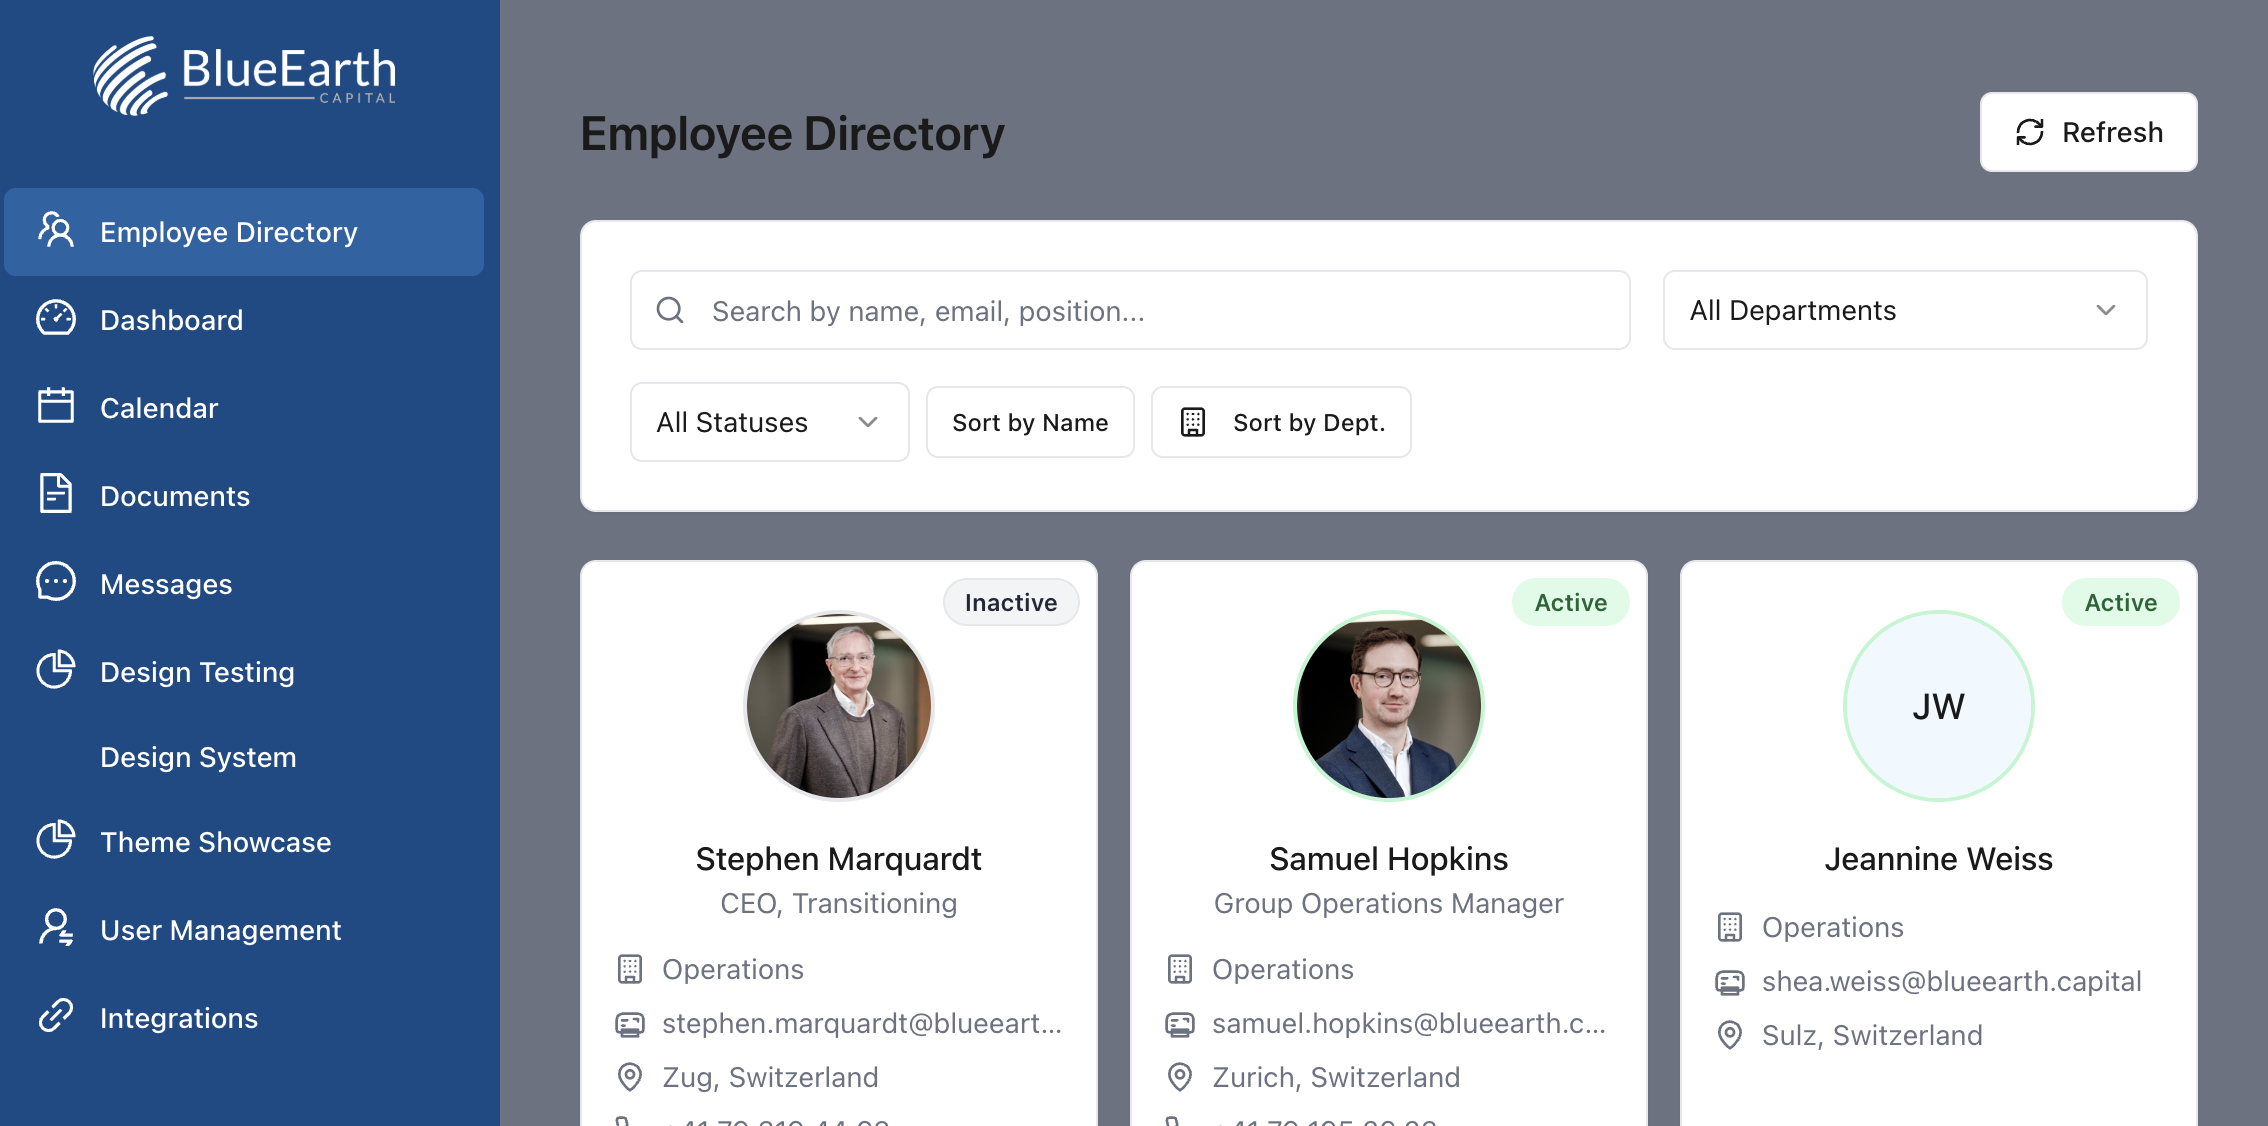 BlueEarth
CAPITAL
Employee Directory
Dashboard
Calendar
Documents
Messages
Design Testing
Design System
Theme Showcase
User Management
Integrations
Employee Directory
Refresh
Search by name, email, position...
All Departments
All Statuses
Sort by Name
Sort by Dept.
Inactive
Stephen Marquardt
CEO, Transitioning
Operations
stephen.marquardt@blueeart...
Zug, Switzerland
Active
Samuel Hopkins
Group Operations Manager
Operations
samuel.hopkins@blueearth.c...
Zurich, Switzerland
Active
JW
Jeannine Weiss
Operations
shea.weiss@blueearth.capital
Sulz, Switzerland